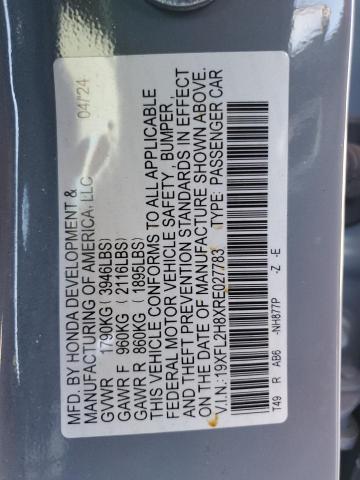 MFD. BY HONDA DEVELOPMENT &
MANUFACTURING OF AMERICA, LLC 04/24
GVWR 1790KG ( 3946LBS)
GAWR F 960KG ( 2116LBS)
GAWR R 860KG ( 1895LBS)
THIS VEHICLE CONFORMS TO ALL APPLICABLE
FEDERAL MOTOR VEHICLE SAFETY, BUMPER,
AND THEFT PREVENTION STANDARDS IN EFFECT
ON THE DATE OF MANUFACTURE SHOWN ABOVE.
V.I.N.:19XFL2H8XRE027783 TYPE: PASSENGER CAR
T49 R AB6 -NH877P -Z -E